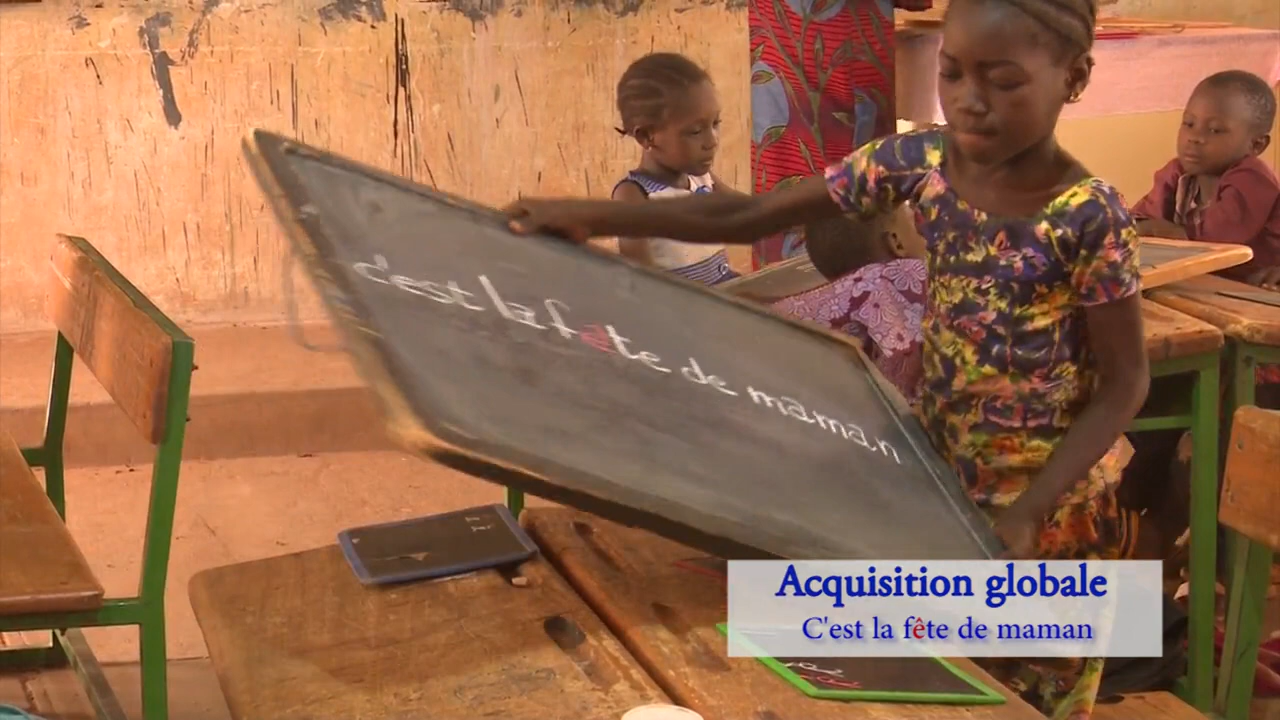 c'est la fête de maman
Acquisition globale
C'est la fête de maman